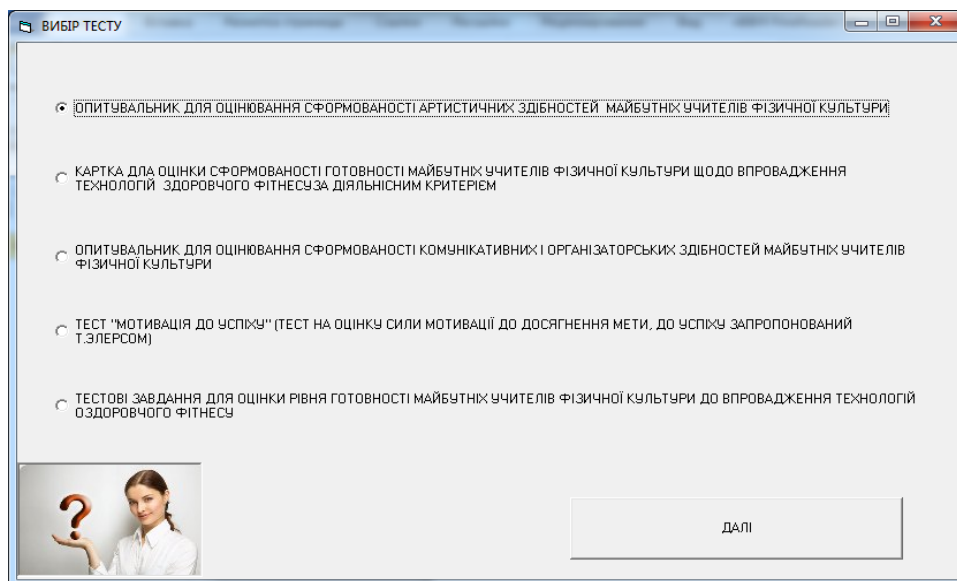 ВИБІР ТЕСТУ
ОПИТУВАЛЬНИК ДЛЯ ОЦІНЮВАННЯ СФОРМОВАНОСТІ АРТИСТИЧНИХ ЗДІБНОСТЕЙ МАЙБУТНІХ УЧИТЕЛІВ ФІЗИЧНОЇ КУЛЬТУРИ
КАРТКА ДЛА ОЦІНКИ СФОРМОВАНОСТІ ГОТОВНОСТІ МАЙБУТНІХ УЧИТЕЛІВ ФІЗИЧНОЇ КУЛЬТУРИ ЩОДО ВПРОВАДЖЕННЯ
ТЕХНОЛОГІЙ ЗДОРОВЧОГО ФІТНЕСУЗА ДІЯЛЬНІСНИМ КРИТЕРІЄМ
ОПИТУВАЛЬНИК ДЛЯ ОЦІНЮВАННЯ СФОРМОВАНОСТІ КОМУНІКАТИВНИХ І ОРГАНІЗАТОРСЬКИХ ЗДІБНОСТЕЙ МАЙБУТНІХ УЧИТЕЛІВ
ФІЗИЧНОЇ КУЛЬТУРИ
ТЕСТ "МОТИВАЦІЯ ДО УСПІХУ" (ТЕСТ НА ОЦІНКУ СИЛИ МОТИВАЦІЇ ДО ДОСЯГНЕННЯ МЕТИ, ДО УСПІХУ ЗАПРОПОНОВАНИЙ
Т.ЭЛЕРСОМ)
ТЕСТОВІ ЗАВДАННЯ ДЛЯ ОЦІНКИ РІВНЯ ГОТОВНОСТІ МАЙБУТНІХ УЧИТЕЛІВ ФІЗИЧНОЇ КУЛЬТУРИ ДО ВПРОВАДЖЕННЯ ТЕХНОЛОГІЙ
ОЗДОРОВЧОГО ФІТНЕСУ
?
ДАЛІ